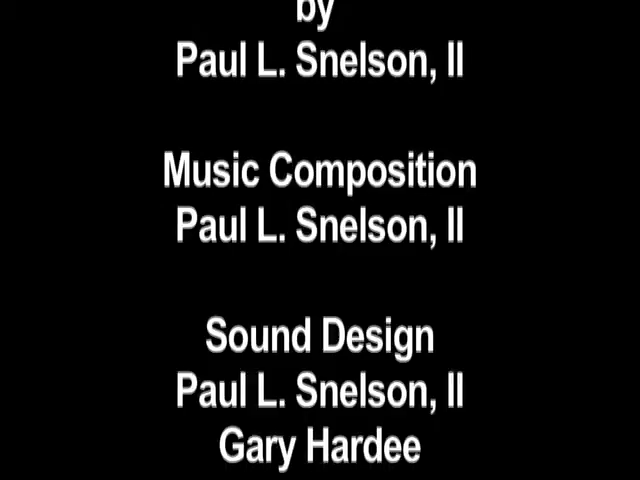 by
Paul L. Snelson, II
Music Composition
Paul L. Snelson, II
Sound Design
Paul L. Snelson, II
Gary Hardee